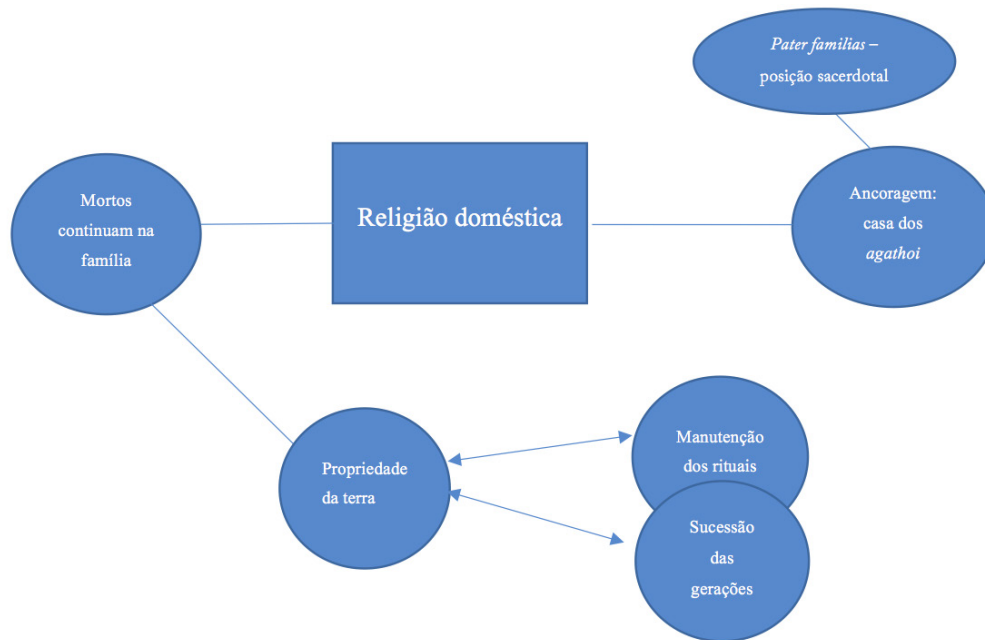 Pater familias –
posição sacerdotal
Mortos
continuam na
família
Religião doméstica
Ancoragem:
casa dos
agathoi
Propriedade
da terra
Manutenção
dos rituais
Sucessão
das
gerações